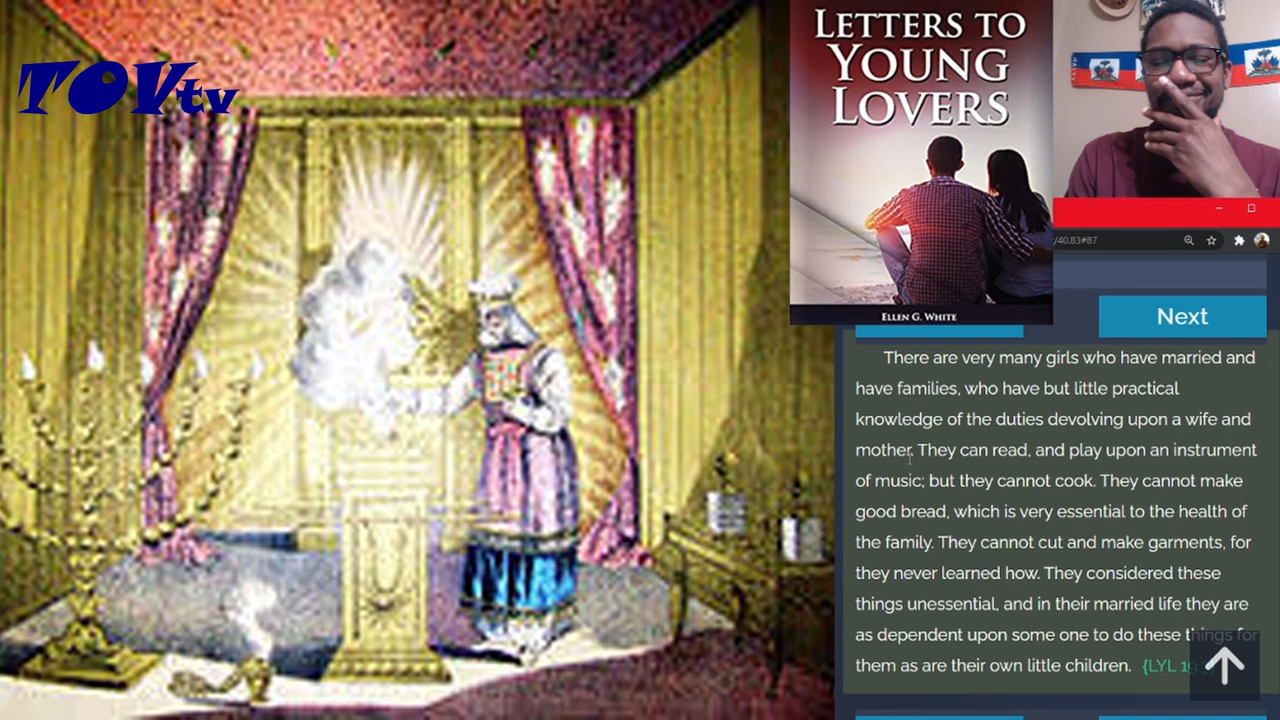 TOVtv
LETTERS TO
YOUNG
LOVERS
ELLEN G. WHITE
/40.83#87
Next
There are very many girls who have married and
have families, who have but little practical
knowledge of the duties devolving upon a wife and
mother. They can read, and play upon an instrument
of music; but they cannot cook. They cannot make
good bread, which is very essential to the health of
the family. They cannot cut and make garments, for
they never learned how. They considered these
things unessential, and in their married life they are
as dependent upon some one to do these things for
them as are their own little children. {LYL